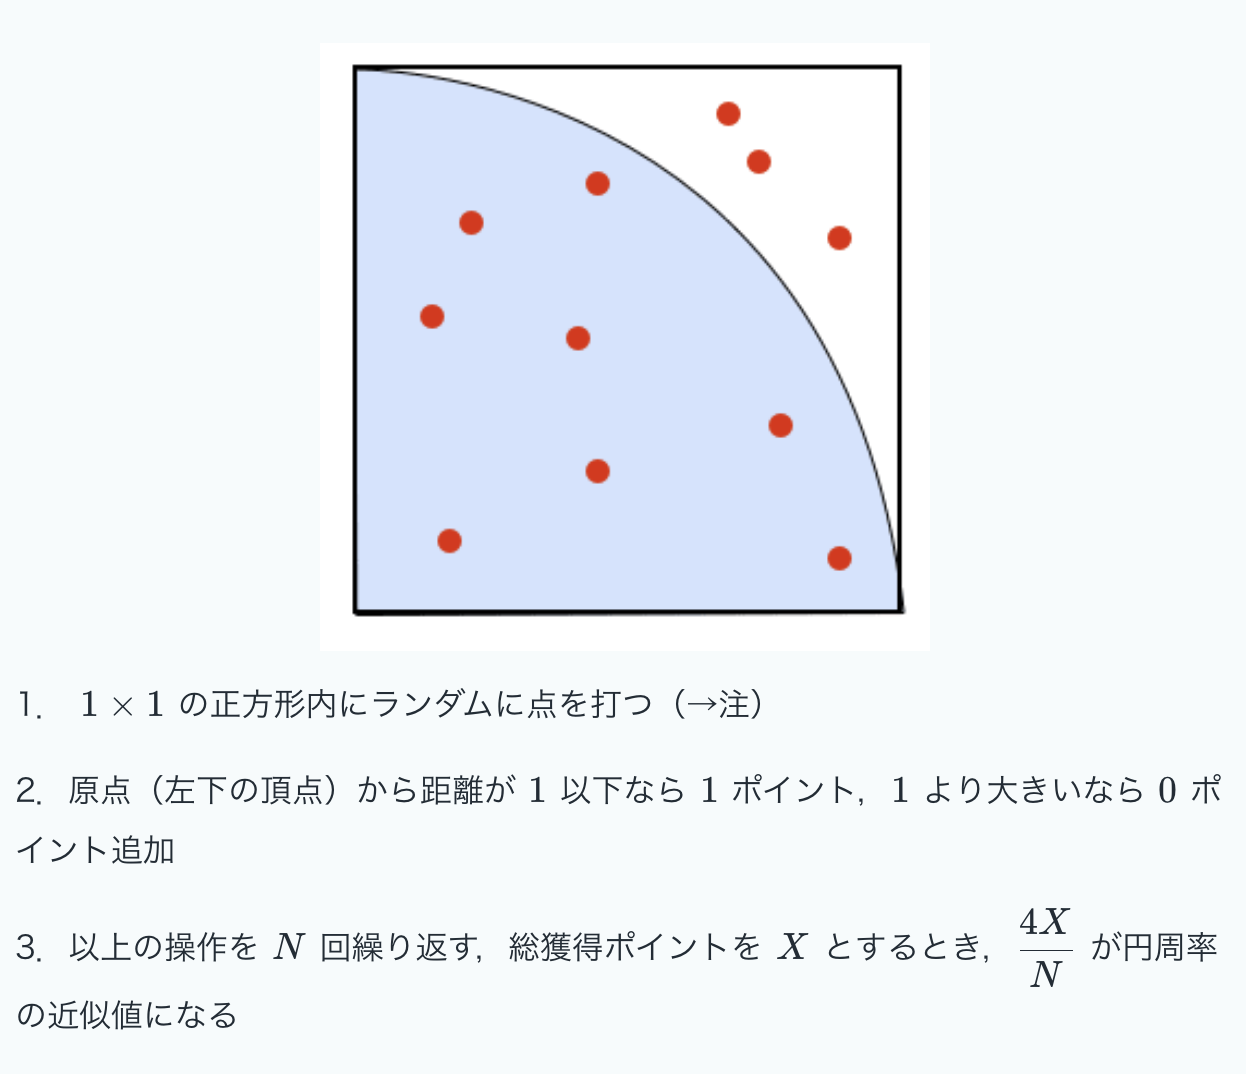 1. 1 × 1 の正方形内にランダムに点を打つ（→注）
2. 原点（左下の頂点）から距離が 1 以下なら 1 ポイント，1 より大きいなら 0 ポ
イント追加
3. 以上の操作を N 回繰り返す，総獲得ポイントを X とするとき，4X/N が円周率
の近似値になる